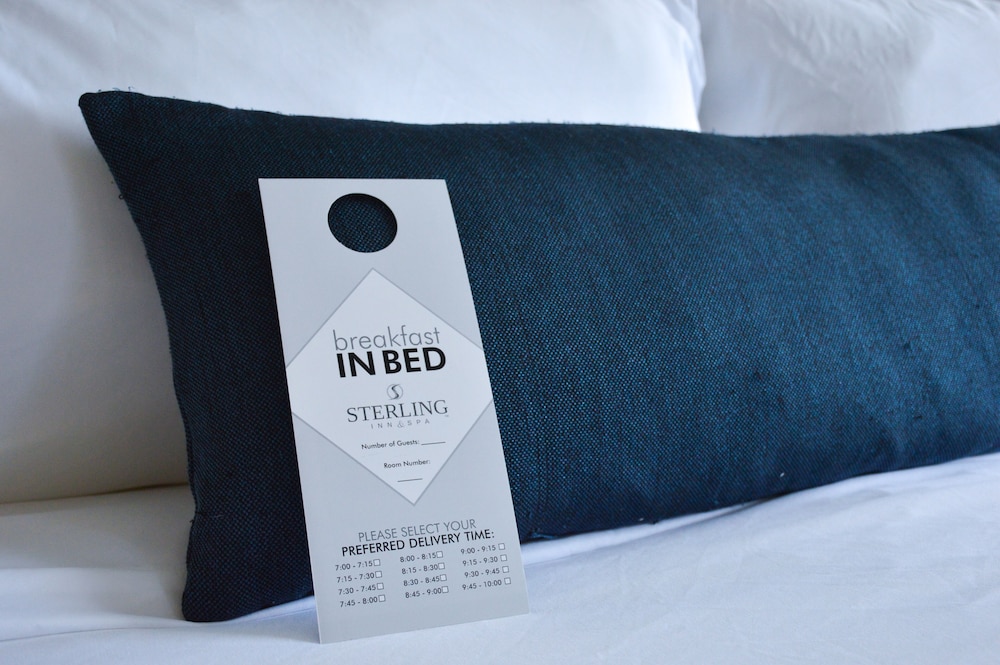 breakfast
IN BED
STERLING
INN & SPA
Number of Guests: ______
Room Number:
______
PLEASE SELECT YOUR
PREFERRED DELIVERY TIME:
7:00 - 7:15 8:00 - 8:15 9:00 - 9:15
7:15 - 7:30 8:15 - 8:30 9:15 - 9:30
7:30 - 7:45 8:30 - 8:45 9:30 - 9:45
7:45 - 8:00 8:45 - 9:00 9:45 - 10:00